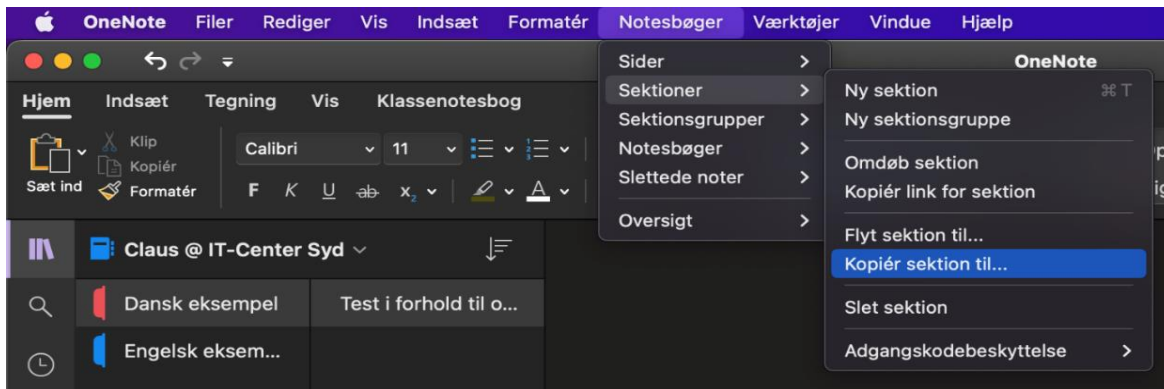 OneNote Filer Rediger Vis Indsæt Formatér Notesbøger Værktøjer Vindue Hjælp
OneNote
Hjem Indsæt Tegning Vis Klassenotesbog
Sæt ind
Klip
Kopiér
Formatér
Calibri 11
F K U ab x₂ A
Claus @ IT-Center Syd
Dansk eksempel
Engelsk eksem...
Test i forhold til o...
Sider
Sektioner
Sektionsgrupper
Notesbøger
Slettede noter
Oversigt
Ny sektion ⌘ T
Ny sektionsgruppe
Omdøb sektion
Kopiér link for sektion
Flyt sektion til...
Kopiér sektion til...
Slet sektion
Adgangskodebeskyttelse